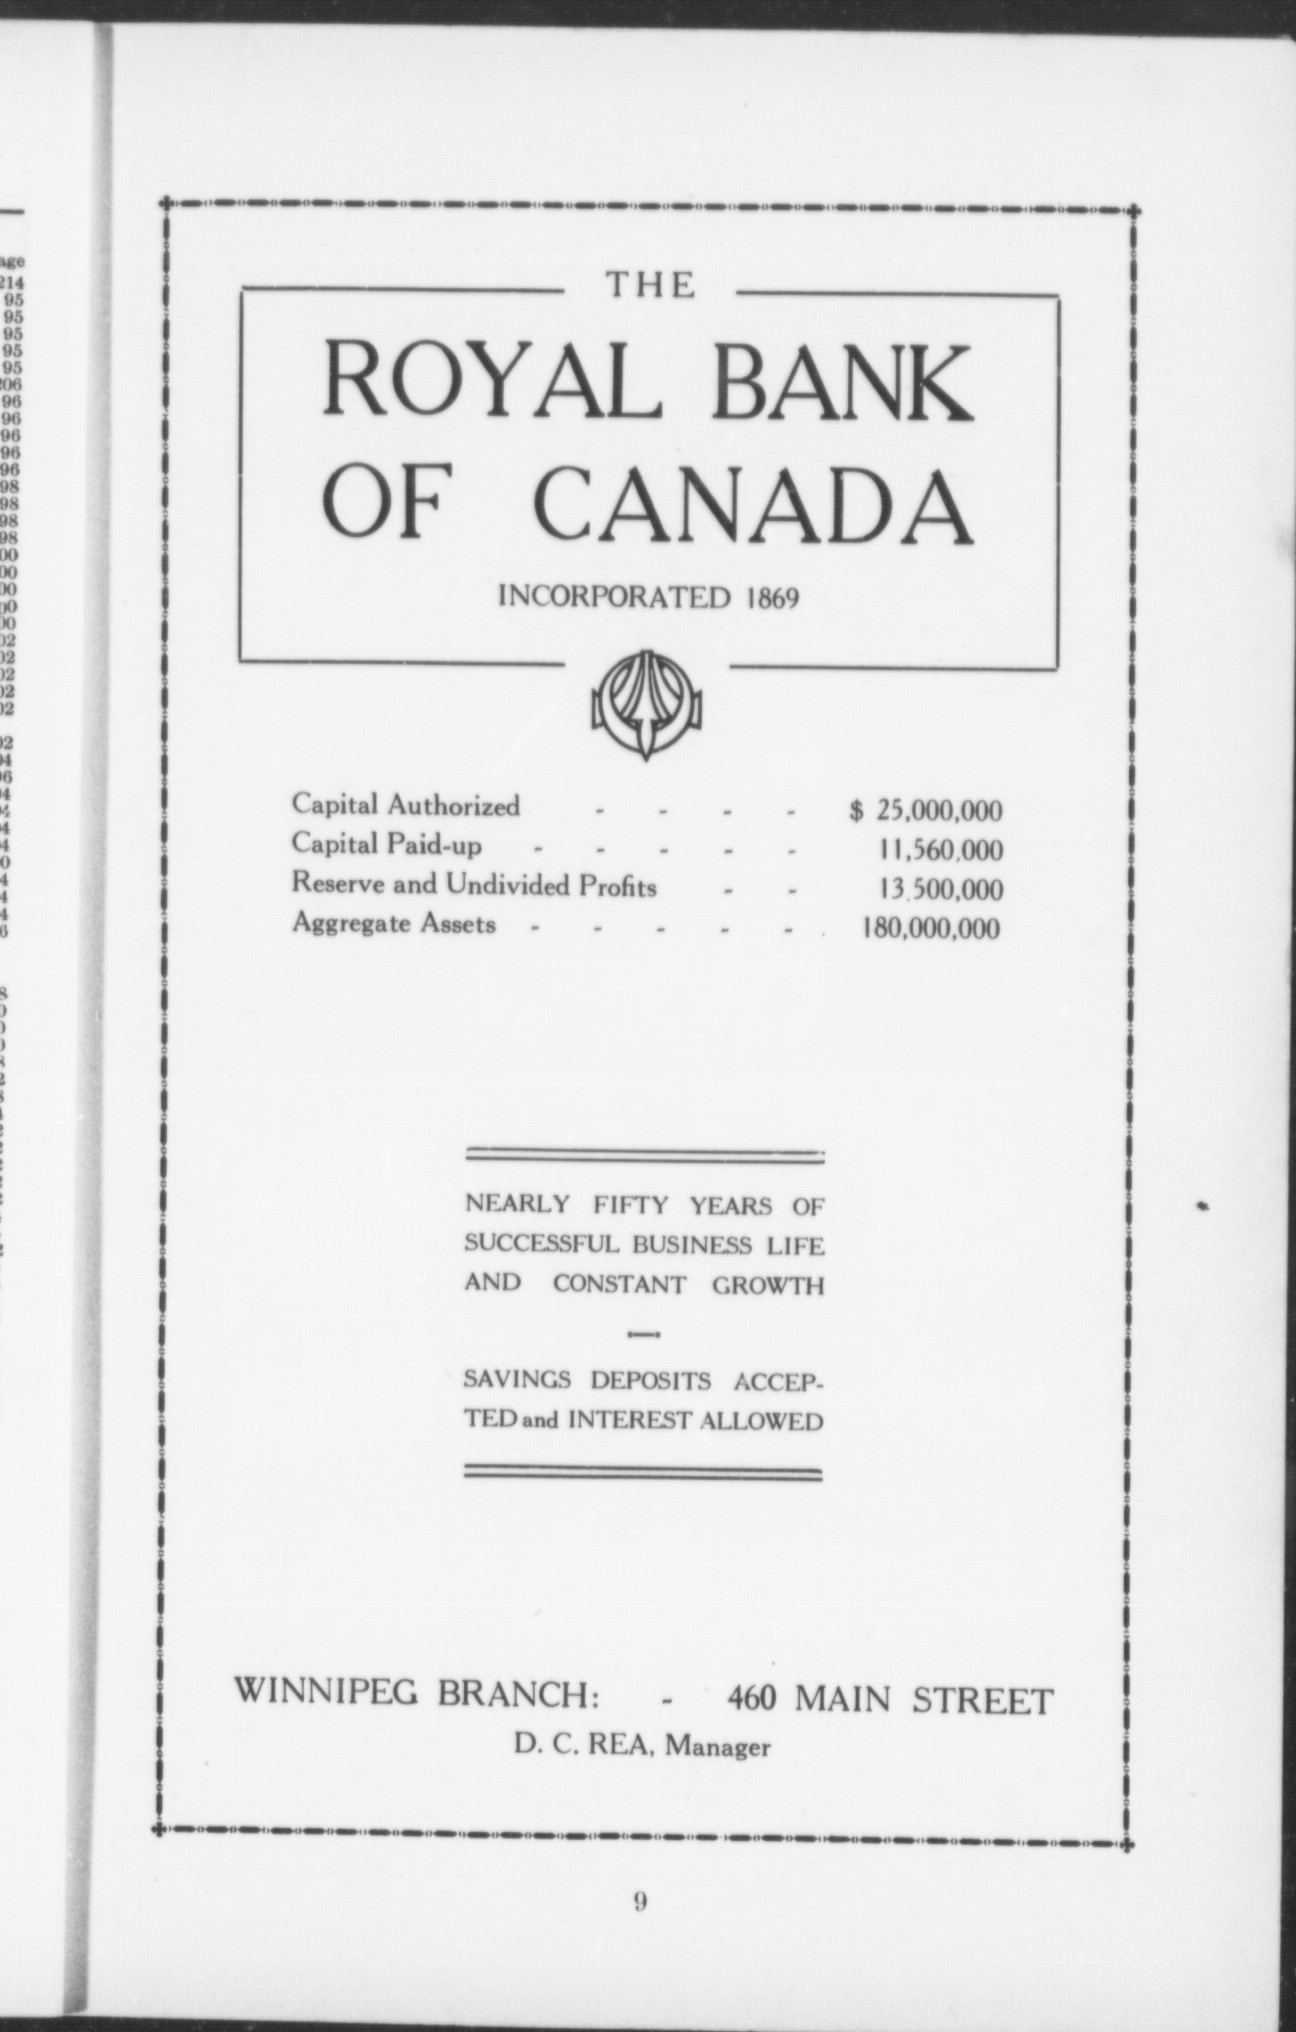 THE
ROYAL BANK
OF CANADA
INCORPORATED 1869
Capital Authorized - - - - $ 25,000,000
Capital Paid-up - - - - - 11,560,000
Reserve and Undivided Profits - - 13,500,000
Aggregate Assets - - - - - 180,000,000
NEARLY FIFTY YEARS OF
SUCCESSFUL BUSINESS LIFE
AND CONSTANT GROWTH
SAVINGS DEPOSITS ACCEP-
TED and INTEREST ALLOWED
WINNIPEG BRANCH: - 460 MAIN STREET
D. C. REA, Manager
9